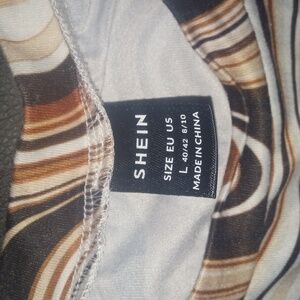 SHEIN
SIZE EU US
L 40/42 8/10
MADE IN CHINA